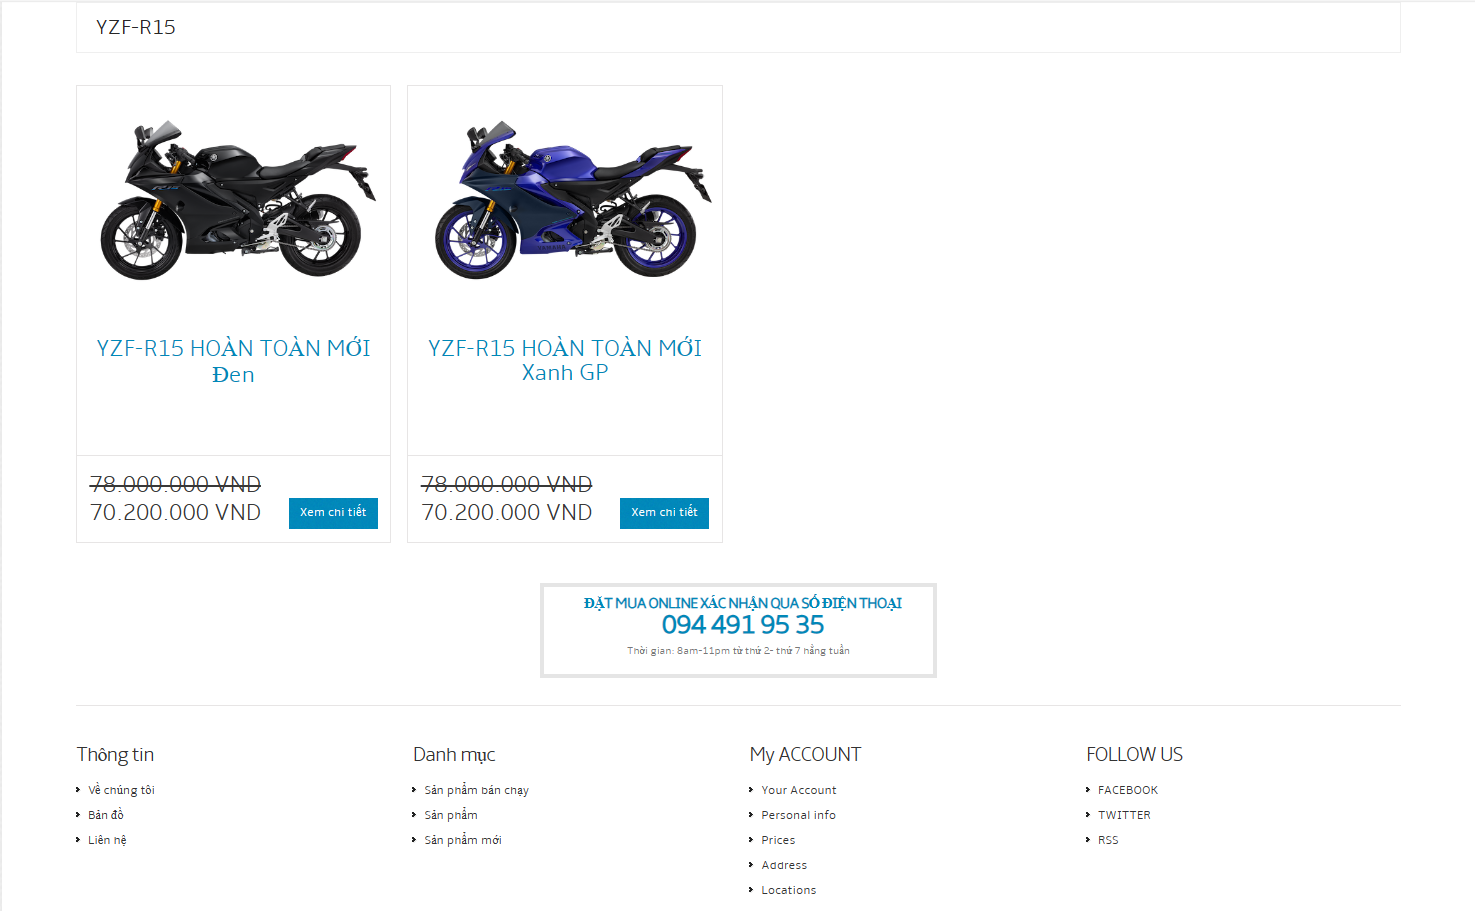 YZF-R15
YZF-R15 HOÀN TOÀN MỚI
Đen
78.000.000 VND
70.200.000 VND
Xem chi tiết
YZF-R15 HOÀN TOÀN MỚI
Xanh GP
78.000.000 VND
70.200.000 VND
Xem chi tiết
ĐẶT MUA ONLINE XÁC NHẬN QUA SỐ ĐIỆN THOẠI
094 491 95 35
Thời gian: 8am-11pm từ thứ 2- thứ 7 hằng tuần
Thông tin
Về chúng tôi
Bản đồ
Liên hệ
Danh mục
Sản phẩm bán chạy
Sản phẩm
Sản phẩm mới
My ACCOUNT
Your Account
Personal info
Prices
Address
Locations
FOLLOW US
FACEBOOK
TWITTER
RSS